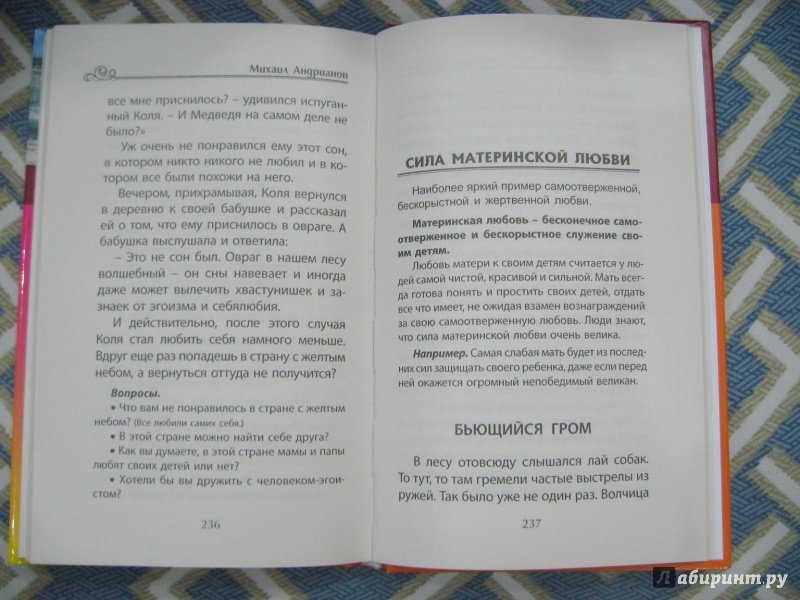 Михаил Андрианов
все мне приснилось? – удивился испуган-
ный Коля. – И Медведя на самом деле не
было?»
Уж очень не понравился ему этот сон,
в котором никто никого не любил и в ко-
тором все были похожи на него.
Вечером, прихрамывая, Коля вернулся
в деревню к своей бабушке и рассказал
ей о том, что ему приснилось в овраге. А
бабушка выслушала и ответила:
– Это не сон был. Овраг в нашем лесу
волшебный – он сны навевает и иногда
даже может вылечить хвастунишек и за-
знаек от эгоизма и себялюбия.
И действительно, после этого случая
Коля стал любить себя намного меньше.
Вдруг еще раз попадешь в страну с желтым
небом, а вернуться оттуда не получится?
Вопросы.
• Что вам не понравилось в стране с желтым
небом? (Все любили самих себя.)
• В этой стране можно найти себе друга?
• Как вы думаете, в этой стране мамы и папы
любят своих детей или нет?
• Хотели бы вы дружить с человеком-эгои-
стом?
236
СИЛА МАТЕРИНСКОЙ ЛЮБВИ
Наиболее яркий пример самоотверженной,
бескорыстной и жертвенной любви.
Материнская любовь – бесконечное само-
отверженное и бескорыстное служение сво-
им детям.
Любовь матери к своим детям считается у лю-
дей самой чистой, красивой и сильной. Мать все-
гда готова понять и простить своих детей, отдать
все что имеет, не ожидая взамен вознаграждений
за свою самоотверженную любовь. Люди знают,
что сила материнской любви очень велика.
Например. Самая слабая мать будет из послед-
них сил защищать своего ребенка, даже если перед
ней окажется огромный непобедимый великан.
БЬЮЩИЙСЯ ГРОМ
В лесу отовсюду слышался лай собак.
То тут, то там гремели частые выстрелы из
ружей. Так было уже не один раз. Волчица
237
Лабиринт.ру